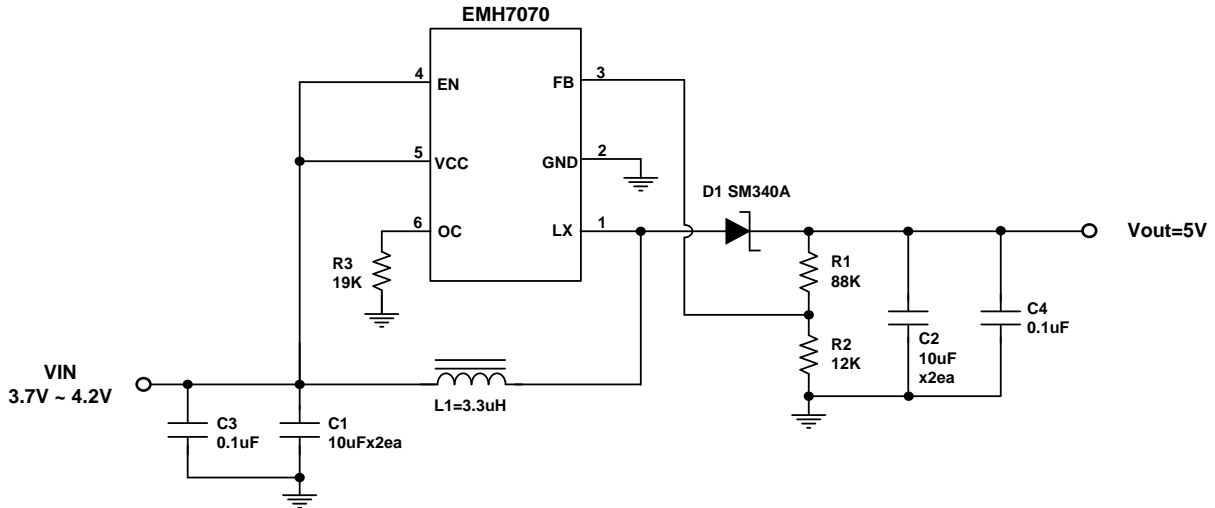 EMH7070
4
EN
FB
3
5
VCC
GND
2
6
OC
LX
1
D1 SM340A
Vout=5V
R3
19K
R1
88K
R2
12K
C2
10uF
x2ea
C4
0.1uF
VIN
3.7V ~ 4.2V
L1=3.3uH
C3
0.1uF
C1
10uFx2ea